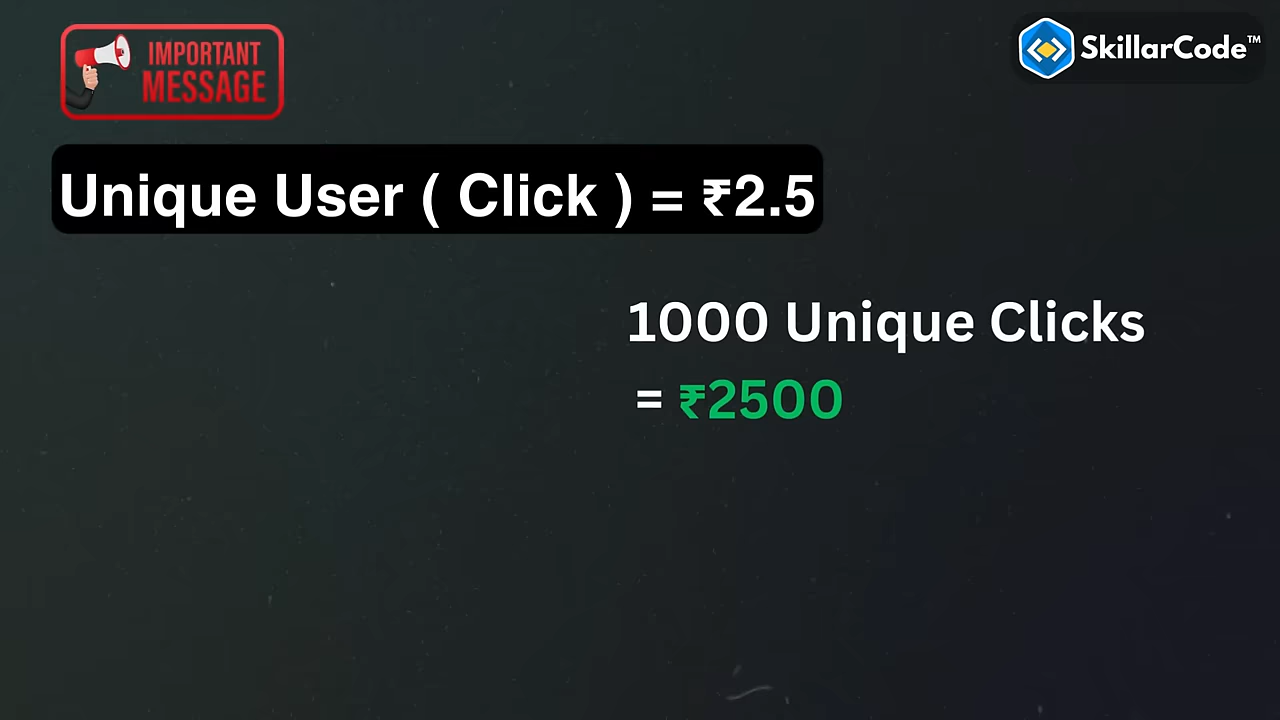 IMPORTANT
MESSAGE
SkillarCode™
Unique User ( Click ) = ₹2.5
1000 Unique Clicks
= ₹2500